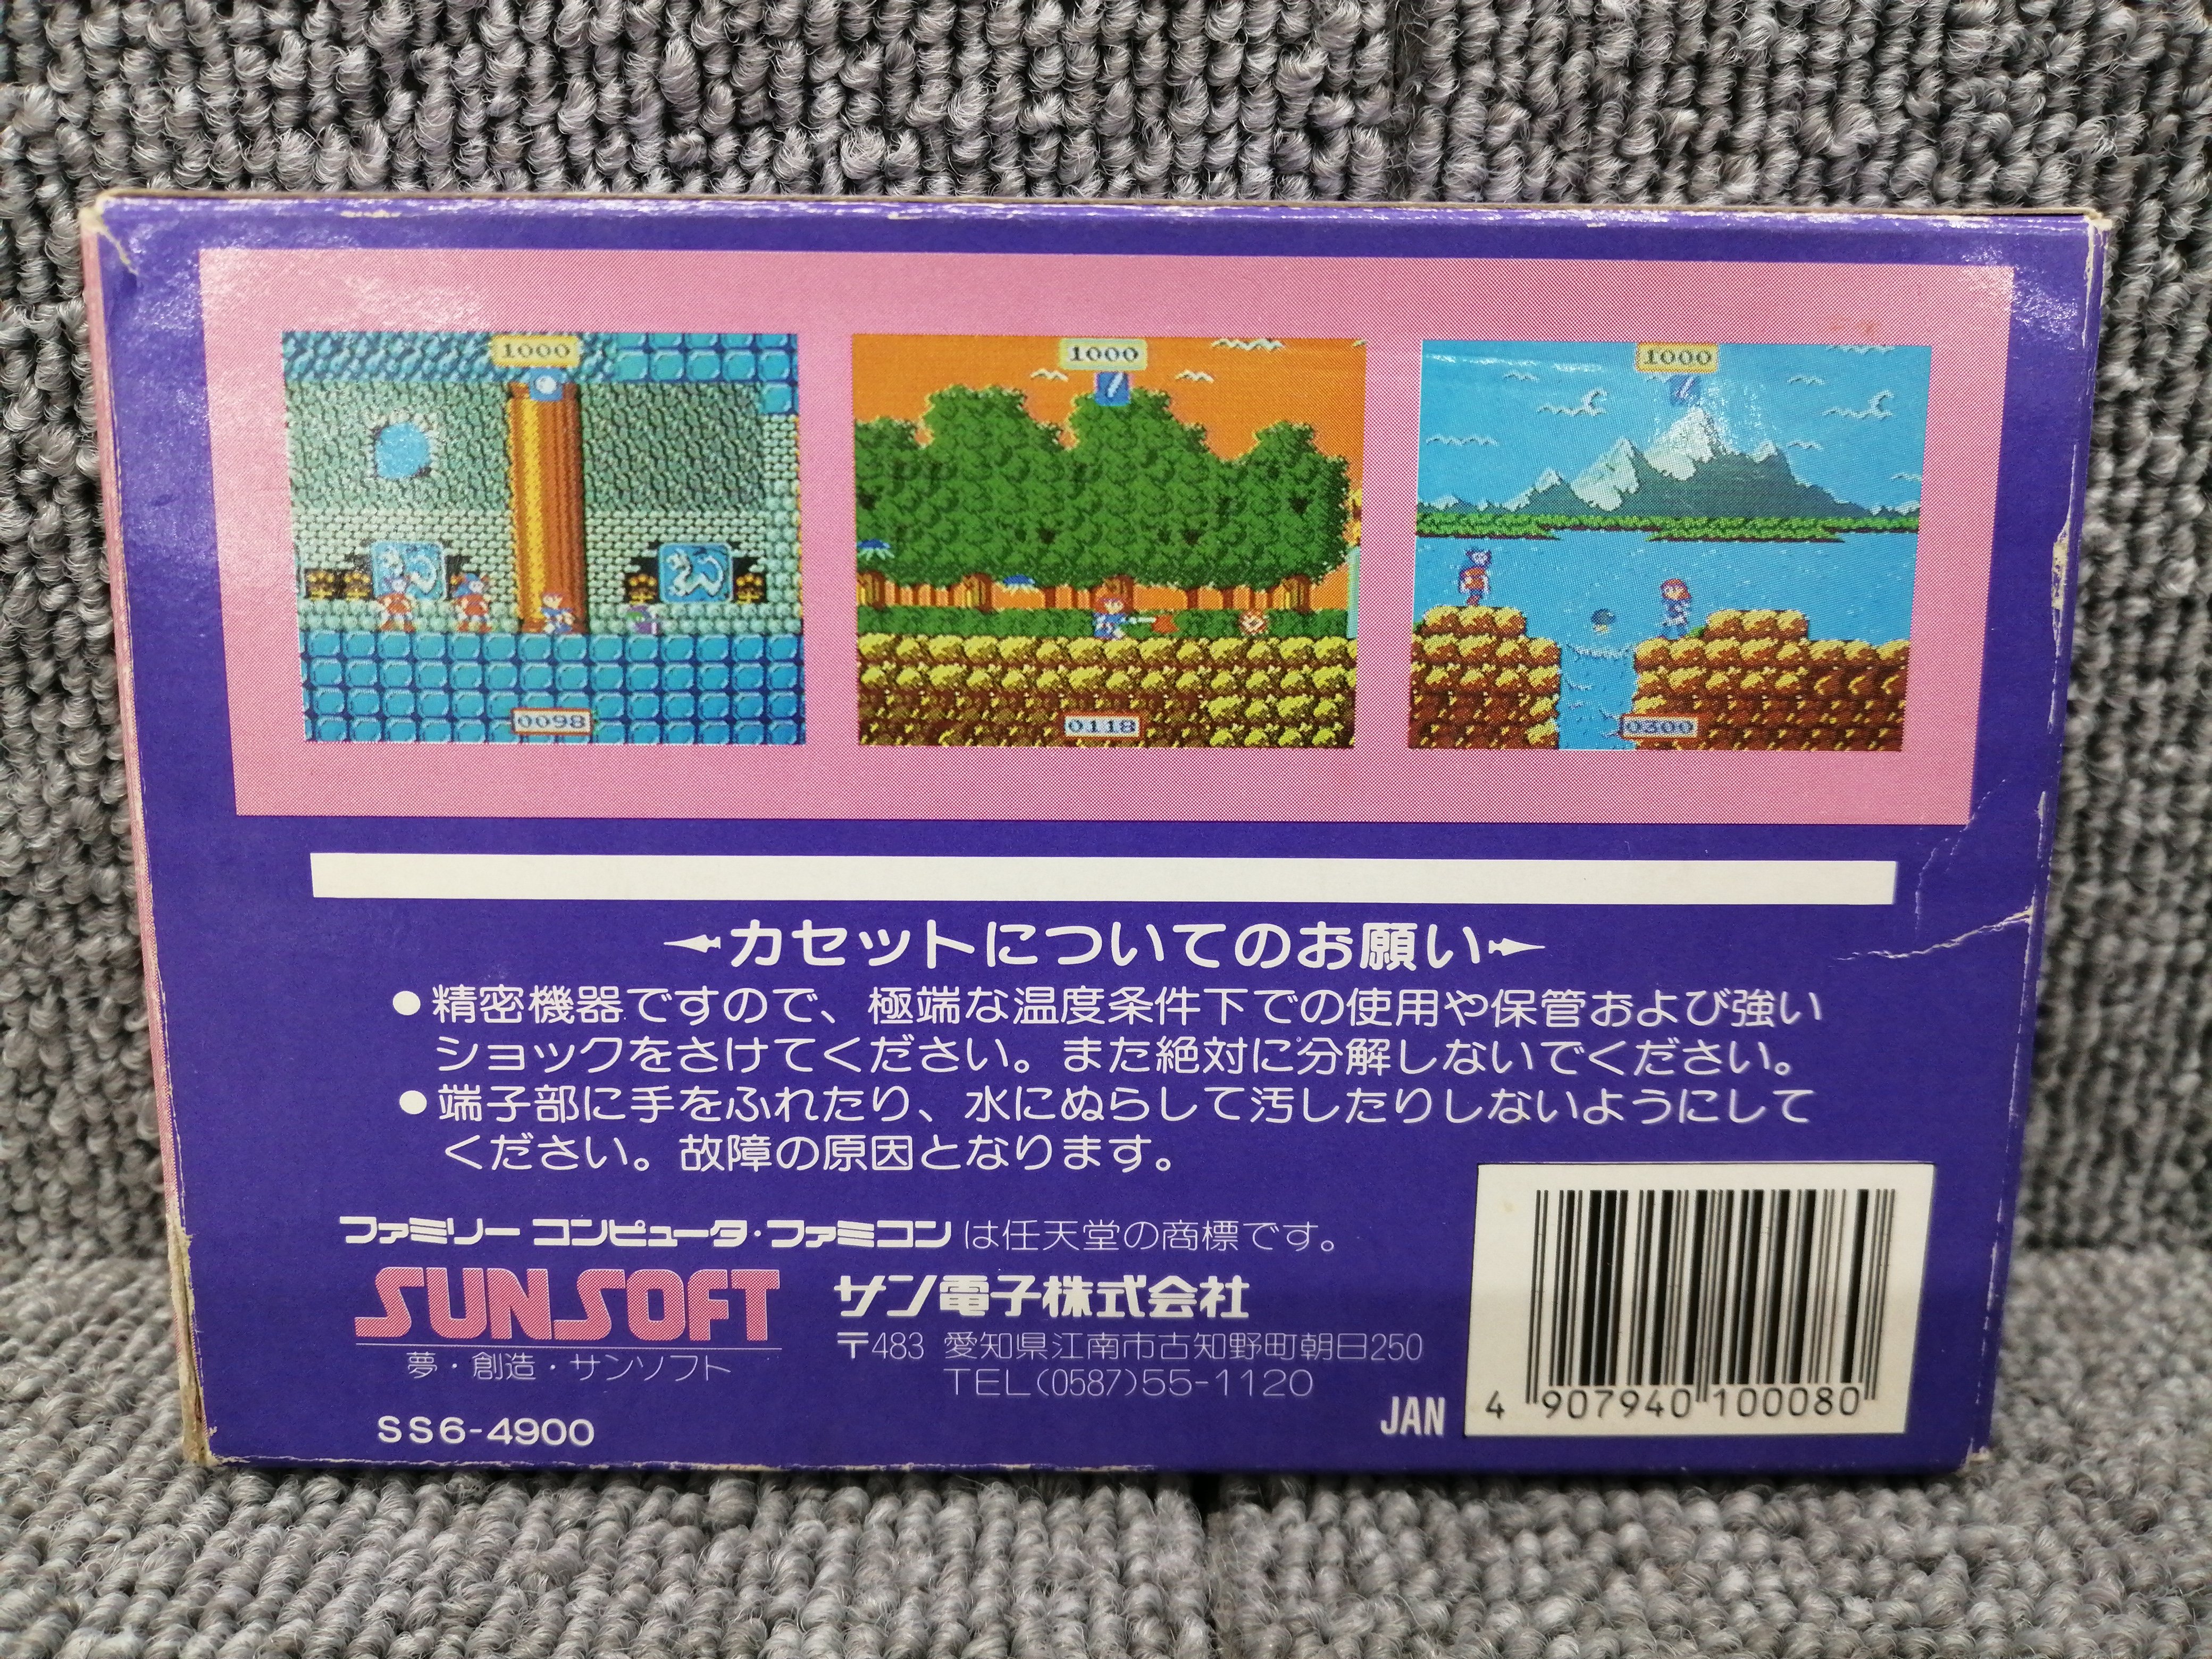 1000
1000
1000
0098
0118
0300
カセットについてのお願い
●精密機器ですので、極端な温度条件下での使用や保管および強い
ショックをさけてください。また絶対に分解しないでください。
●端子部に手をふれたり、水にぬらして汚したりしないようにして
ください。故障の原因となります。
ファミリーコンピュータ・ファミコンは任天堂の商標です。
SUNSOFT
夢・創造・サンソフト
サン電子株式会社
〒483 愛知県江南市古知野町朝日250
TEL(0587)55-1120
SS6-4900
JAN
4 907940 100080